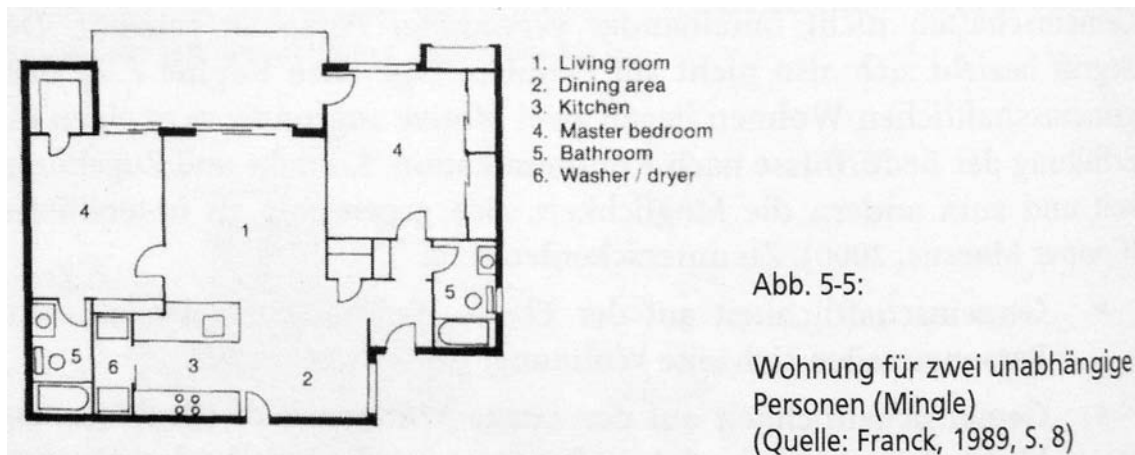 1. Living room
2. Dining area
3. Kitchen
4. Master bedroom
5. Bathroom
6. Washer / dryer
4
4
1
5
5
6
3
2
Abb. 5-5:
Wohnung für zwei unabhängige
Personen (Mingle)
(Quelle: Franck, 1989, S. 8)